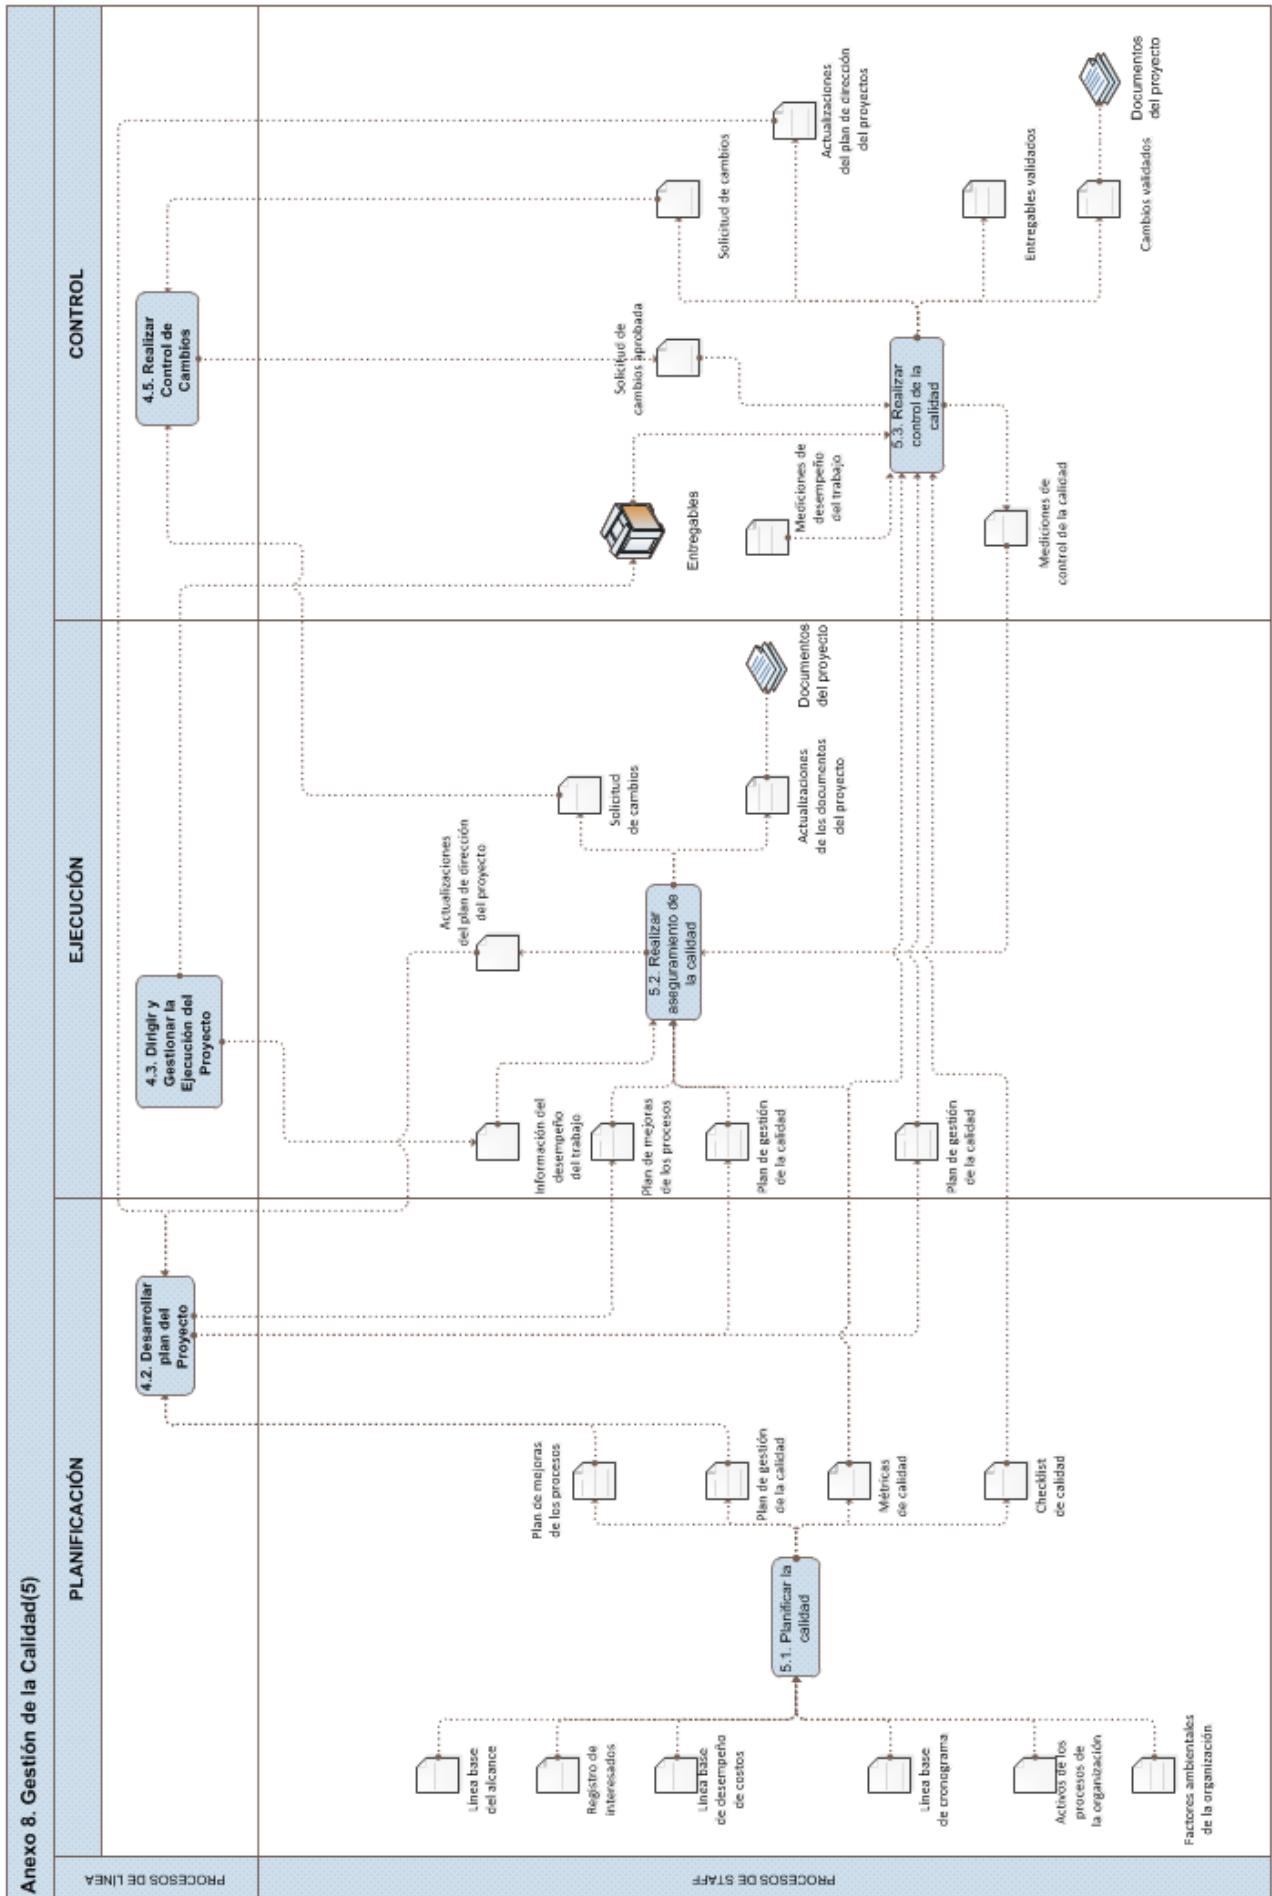 Anexo 8. Gestión de la Calidad(5)
PLANIFICACIÓN
EJECUCIÓN
CONTROL
PROCESOS DE LÍNEA
4.2. Desarrollar
plan del
Proyecto
4.3. Dirigir y
Gestionar la
Ejecución del
Proyecto
4.5. Realizar
Control de
Cambios
PROCESOS DE STAFF
Línea base
del alcance
Registro de
interesados
Línea base
de desempeño
de costos
Línea base
de cronograma
Activos de los
procesos de
la organización
Factores ambientales
de la organización
5.1. Planificar la
calidad
Plan de mejoras
de los procesos
Plan de gestión
de la calidad
Métricas
de calidad
Checklist
de calidad
Información del
desempeño
del trabajo
Plan de mejoras
de los procesos
Plan de gestión
de la calidad
Plan de gestión
de la calidad
Actualizaciones
del plan de dirección
del proyecto
5.2. Realizar
aseguramiento de
la calidad
Solicitud
de cambios
Actualizaciones
de los documentos
del proyecto
Documentos
del proyecto
Entregables
Mediciones de
desempeño
del trabajo
Mediciones de
control de la calidad
Solicitud de
cambios aprobada
5.3. Realizar
control de la
calidad
Solicitud de cambios
Actualizaciones
del plan de dirección
del proyectos
Entregables validados
Cambios validados
Documentos
del proyecto